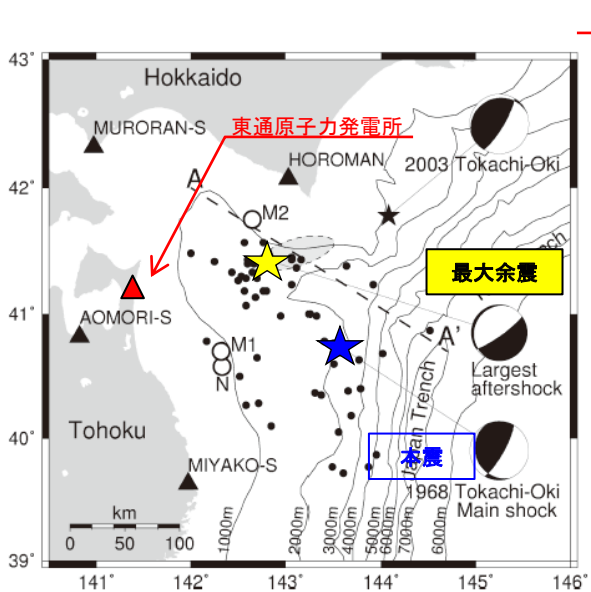 43°
Hokkaido
東通原子力発電所
MURORAN-S
HOROMAN
2003 Tokachi-Oki
42°
A
M2
最大余震
nch
41°
AOMORI-S
M1
N
A'
Largest
aftershock
Japan Trench
40°
Tohoku
本震
MIYAKO-S
1968 Tokachi-Oki
Main shock
km
0 50 100
1000m
2000m
3000m
4000m
5000m
6000m
7000m
6000m
39°
141° 142° 143° 144° 145° 146°